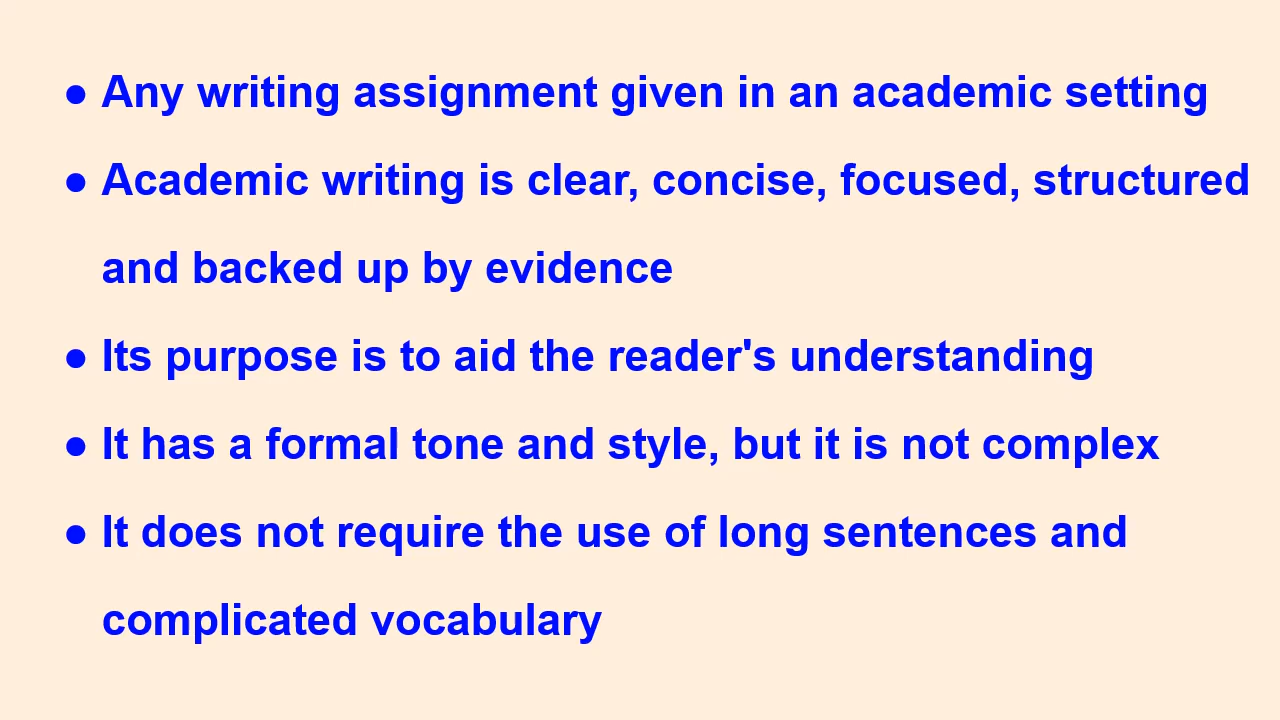 ● Any writing assignment given in an academic setting
● Academic writing is clear, concise, focused, structured
and backed up by evidence
● Its purpose is to aid the reader's understanding
● It has a formal tone and style, but it is not complex
● It does not require the use of long sentences and
complicated vocabulary